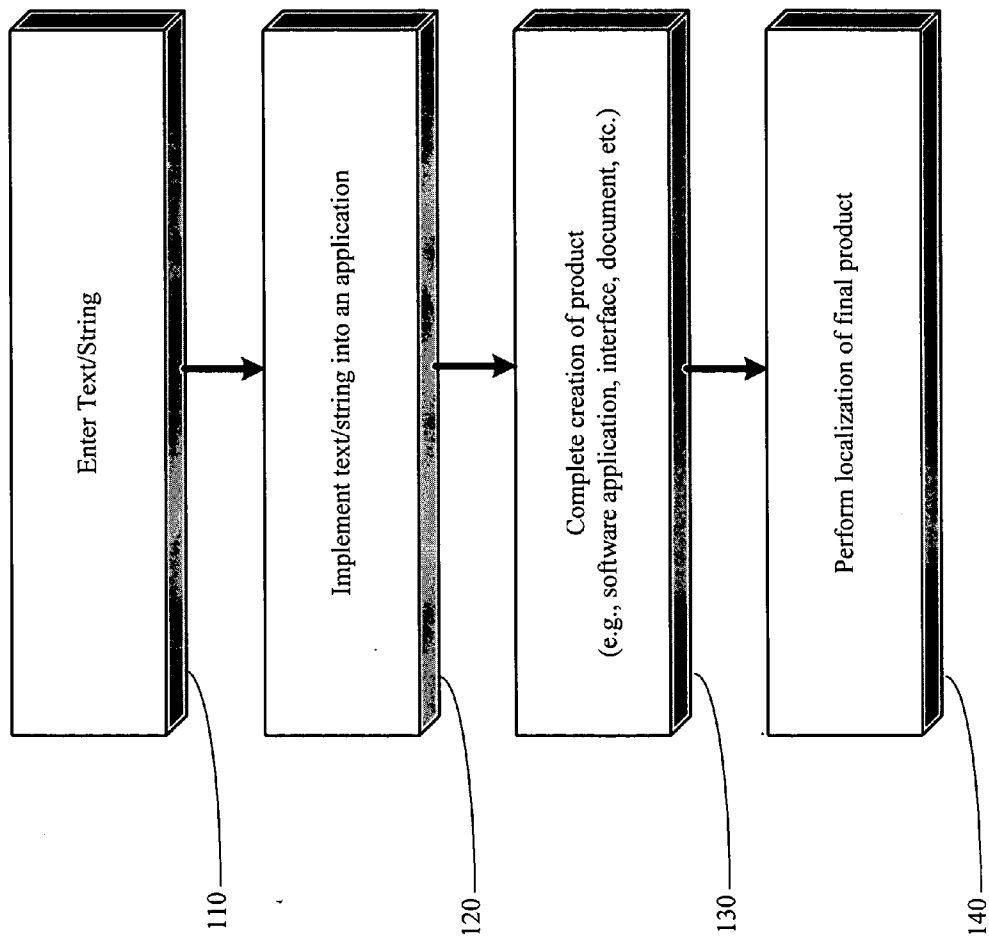 Enter Text/String
110
Implement text/string into an application
120
Complete creation of product
(e.g., software application, interface, document, etc.)
130
Perform localization of final product
140